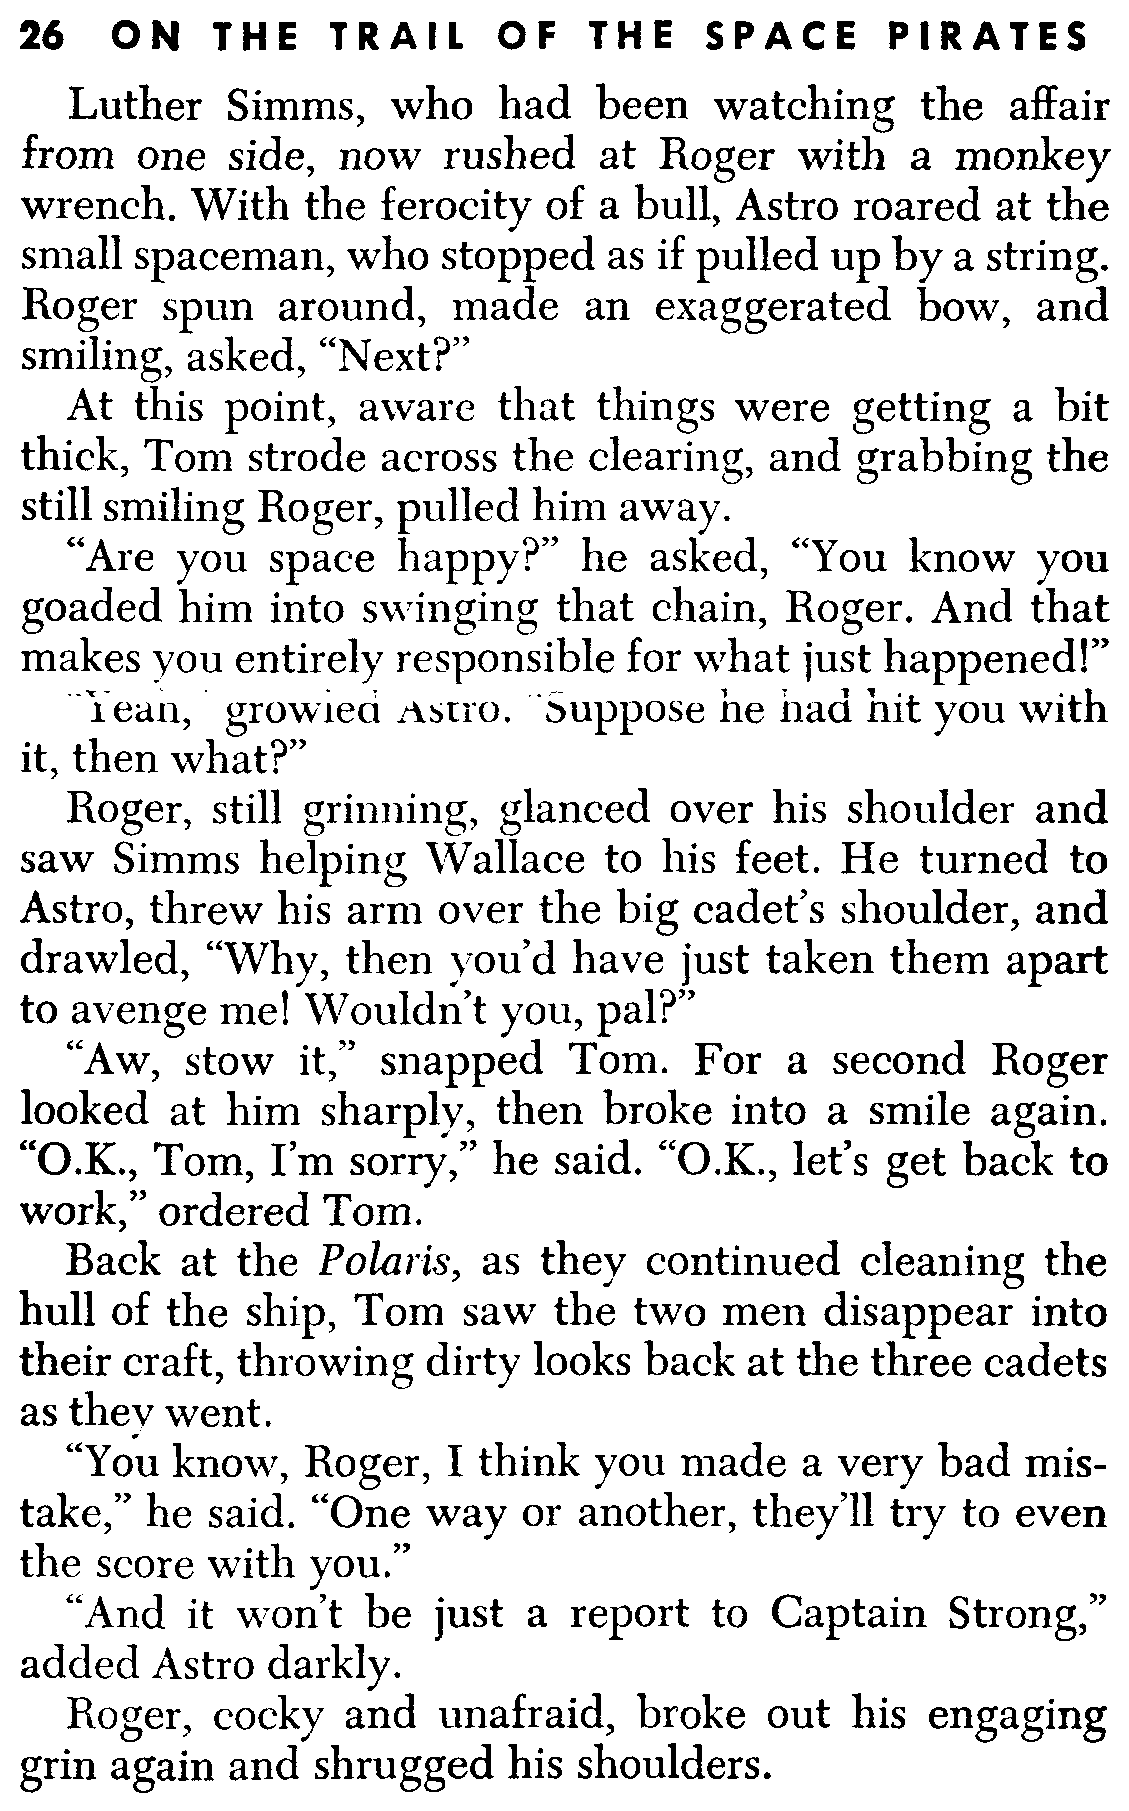 26 ON THE TRAIL OF THE SPACE PIRATES
Luther Simms, who had been watching the affair
from one side, now rushed at Roger with a monkey
wrench. With the ferocity of a bull, Astro roared at the
small spaceman, who stopped as if pulled up by a string.
Roger spun around, made an exaggerated bow, and
smiling, asked, “Next?”
At this point, aware that things were getting a bit
thick, Tom strode across the clearing, and grabbing the
still smiling Roger, pulled him away.
“Are you space happy?” he asked, “You know you
goaded him into swinging that chain, Roger. And that
makes you entirely responsible for what just happened!”
“Yeah,” growled Astro. “Suppose he had hit you with
it, then what?”
Roger, still grinning, glanced over his shoulder and
saw Simms helping Wallace to his feet. He turned to
Astro, threw his arm over the big cadet’s shoulder, and
drawled, “Why, then you’d have just taken them apart
to avenge me! Wouldn’t you, pal?”
“Aw, stow it,” snapped Tom. For a second Roger
looked at him sharply, then broke into a smile again.
“O.K., Tom, I’m sorry,” he said. “O.K., let’s get back to
work,” ordered Tom.
Back at the Polaris, as they continued cleaning the
hull of the ship, Tom saw the two men disappear into
their craft, throwing dirty looks back at the three cadets
as they went.
“You know, Roger, I think you made a very bad mis-
take,” he said. “One way or another, they’ll try to even
the score with you.”
“And it won’t be just a report to Captain Strong,”
added Astro darkly.
Roger, cocky and unafraid, broke out his engaging
grin again and shrugged his shoulders.